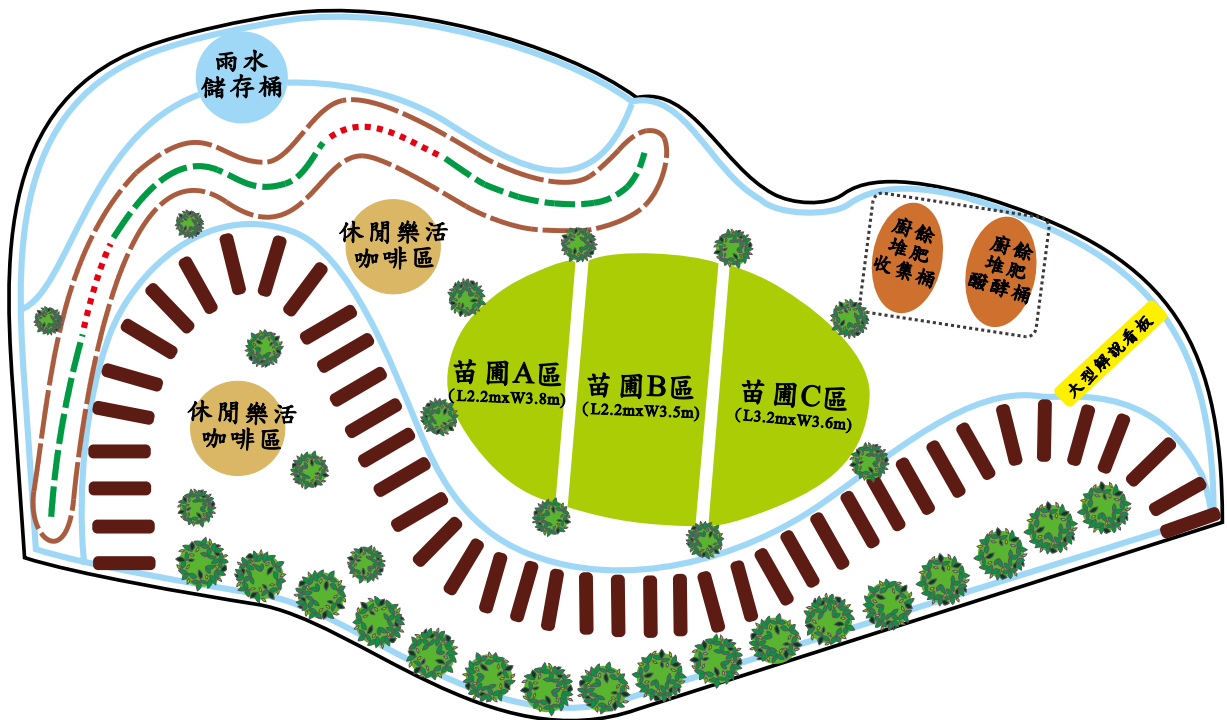 雨水
儲存桶
休閒樂活
咖啡區
廚餘
堆肥
收集桶
廚餘
堆肥
醱酵桶
大型解說看板
苗圃A區
(L2.2mxW3.8m)
苗圃B區
(L2.2mxW3.5m)
苗圃C區
(L3.2mxW3.6m)
休閒樂活
咖啡區